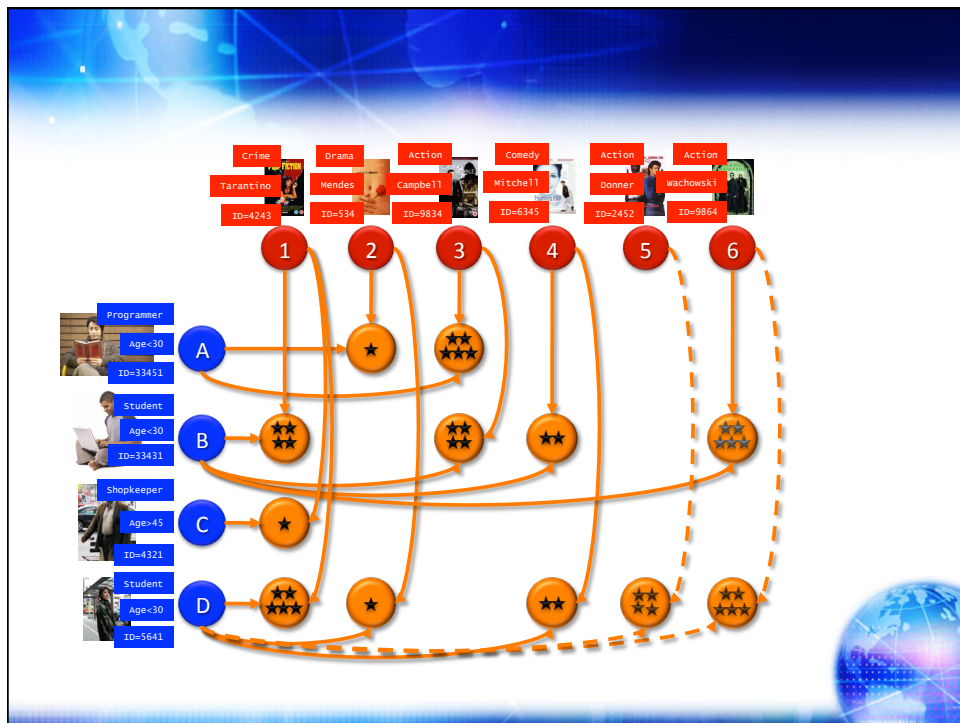 Crime
Drama
Action
Comedy
Action
Action
FICTION
Tarantino
Mendes
Campbell
Mitchell
Donner
Wachowski
ID=4243
ID=534
ID=9834
ID=6345
ID=2452
ID=9864
1
2
3
4
5
6
Programmer
Age<30
A
ID=33451
Student
Age<30
B
ID=33431
Shopkeeper
Age>45
C
ID=4321
Student
Age<30
D
ID=5641